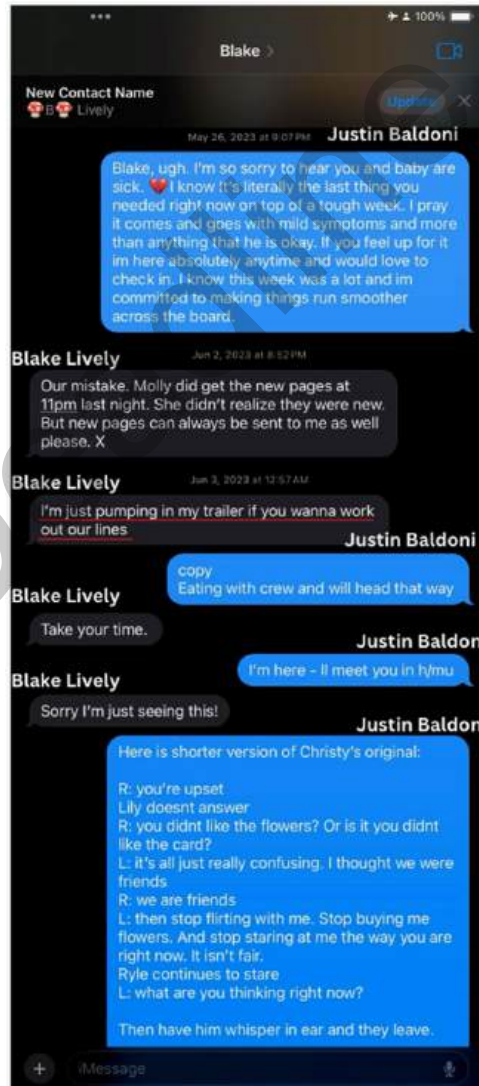 100%
Blake >
New Contact Name
B Lively
Update
May 26, 2023 at 9:07 PM
Justin Baldoni
Blake, ugh. I'm so sorry to hear you and baby are
sick. 💔 I know it's literally the last thing you
needed right now on top of a tough week. I pray
it comes and goes with mild symptoms and more
than anything that he is okay. If you feel up for it
im here absolutely anytime and would love to
check in. I know this week was a lot and im
committed to making things run smoother
across the board.
Blake Lively
Jun 2, 2023 at 8:52 PM
Our mistake. Molly did get the new pages at
11pm last night. She didn't realize they were new.
But new pages can always be sent to me as well
please. X
Blake Lively
Jun 3, 2023 at 12:57 AM
I'm just pumping in my trailer if you wanna work
out our lines
Justin Baldoni
copy
Eating with crew and will head that way
Blake Lively
Take your time.
Justin Baldon
I'm here - ll meet you in h/mu
Blake Lively
Sorry I'm just seeing this!
Justin Baldon
Here is shorter version of Christy's original:
R: you're upset
Lily doesnt answer
R: you didnt like the flowers? Or is it you didnt
like the card?
L: it's all just really confusing. I thought we were
friends
R: we are friends
L: then stop flirting with me. Stop buying me
flowers. And stop staring at me the way you are
right now. It isn't fair.
Ryle continues to stare
L: what are you thinking right now?
Then have him whisper in ear and they leave.
iMessage